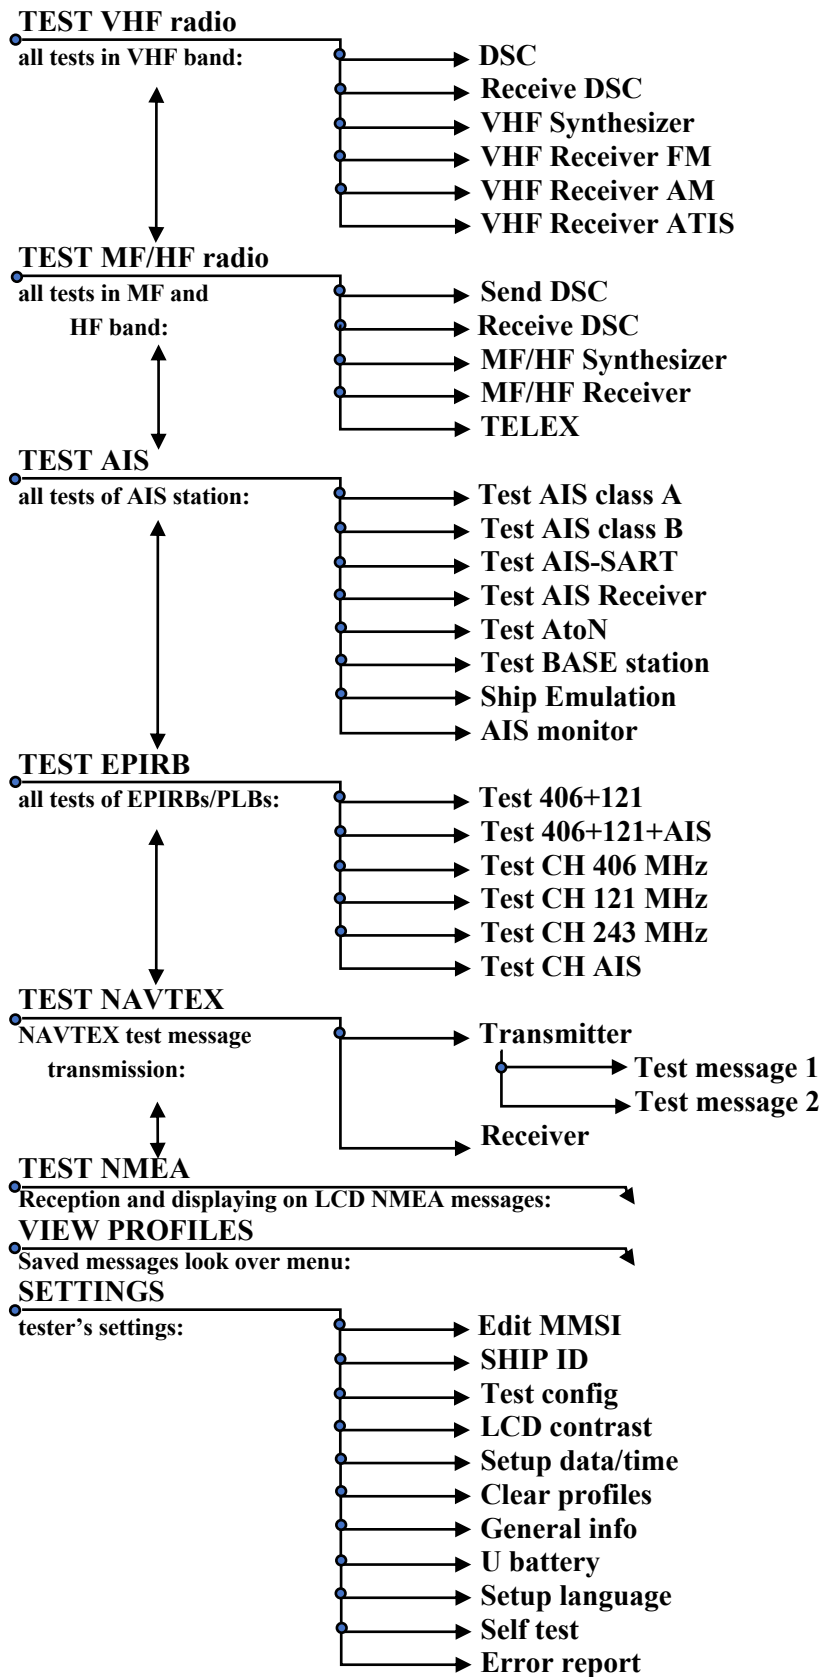 TEST VHF radio
all tests in VHF band:
DSC
Receive DSC
VHF Synthesizer
VHF Receiver FM
VHF Receiver AM
VHF Receiver ATIS
TEST MF/HF radio
all tests in MF and
HF band:
Send DSC
Receive DSC
MF/HF Synthesizer
MF/HF Receiver
TELEX
TEST AIS
all tests of AIS station:
Test AIS class A
Test AIS class B
Test AIS-SART
Test AIS Receiver
Test AtoN
Test BASE station
Ship Emulation
AIS monitor
TEST EPIRB
all tests of EPIRBs/PLBs:
Test 406+121
Test 406+121+AIS
Test CH 406 MHz
Test CH 121 MHz
Test CH 243 MHz
Test CH AIS
TEST NAVTEX
NAVTEX test message
transmission:
Transmitter
Test message 1
Test message 2
Receiver
TEST NMEA
Reception and displaying on LCD NMEA messages:
VIEW PROFILES
Saved messages look over menu:
SETTINGS
tester’s settings:
Edit MMSI
SHIP ID
Test config
LCD contrast
Setup data/time
Clear profiles
General info
U battery
Setup language
Self test
Error report